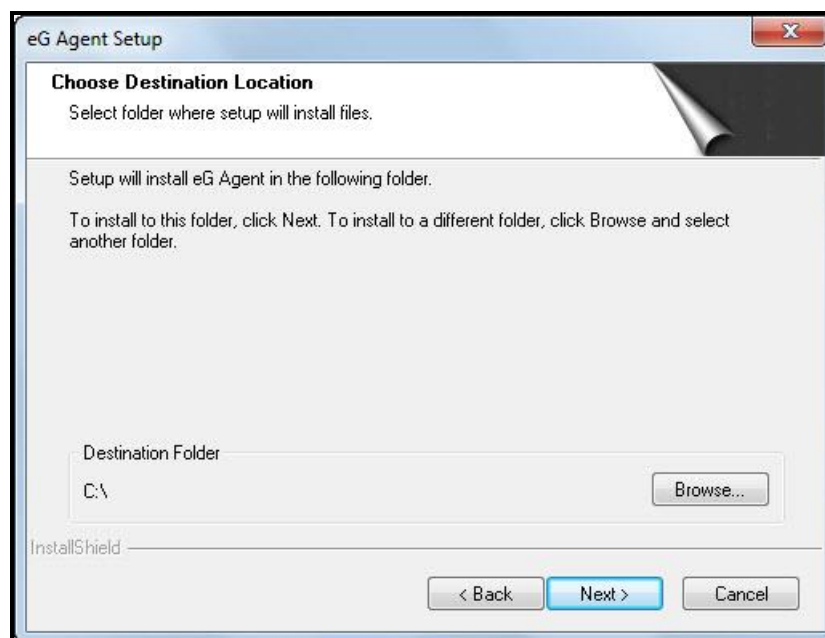 eG Agent Setup
Choose Destination Location
Select folder where setup will install files.
Setup will install eG Agent in the following folder.
To install to this folder, click Next. To install to a different folder, click Browse and select
another folder.
Destination Folder
C:\
Browse...
InstallShield
< Back
Next >
Cancel